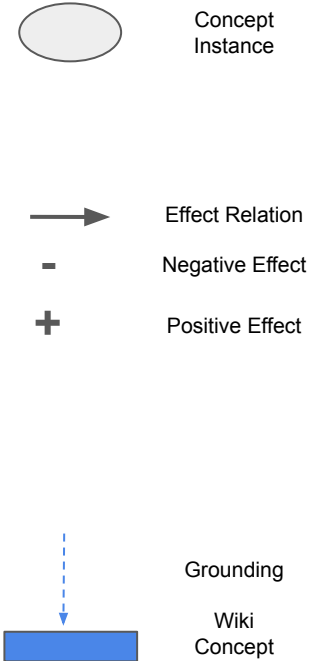 Concept
Instance
Effect Relation
- Negative Effect
+ Positive Effect
Grounding
Wiki
Concept